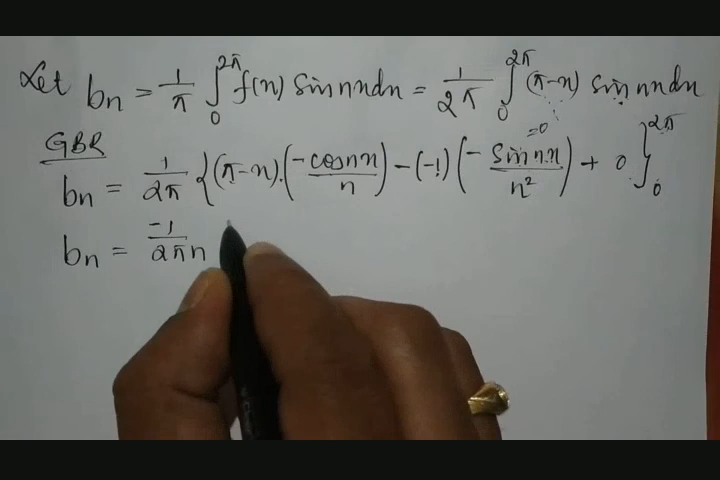 Let bn = 1/π ∫₀^2π f(x) sin nx dx = 1/2π ∫₀^2π (π-x) sin nx dx
GBR
=0
bn = 1/2π {(π-x).(-cos nx/n) - (-1)(- sin nx/n²) + 0}₀^2π
bn = -1/2πn